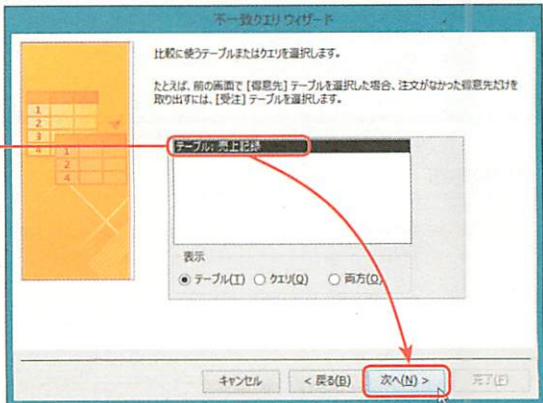 不一致クエリ ウィザード
比較に使うテーブルまたはクエリを選択します。
たとえば、前の画面で [得意先] テーブルを選択した場合、注文がなかった得意先だけを
取り出すには、[受注] テーブルを選択します。
1
2
3
4
1
2
4
テーブル: 売上記録
表示
テーブル(T) クエリ(Q) 両方(O)
キャンセル < 戻る(B) 次へ(N) > 完了(F)